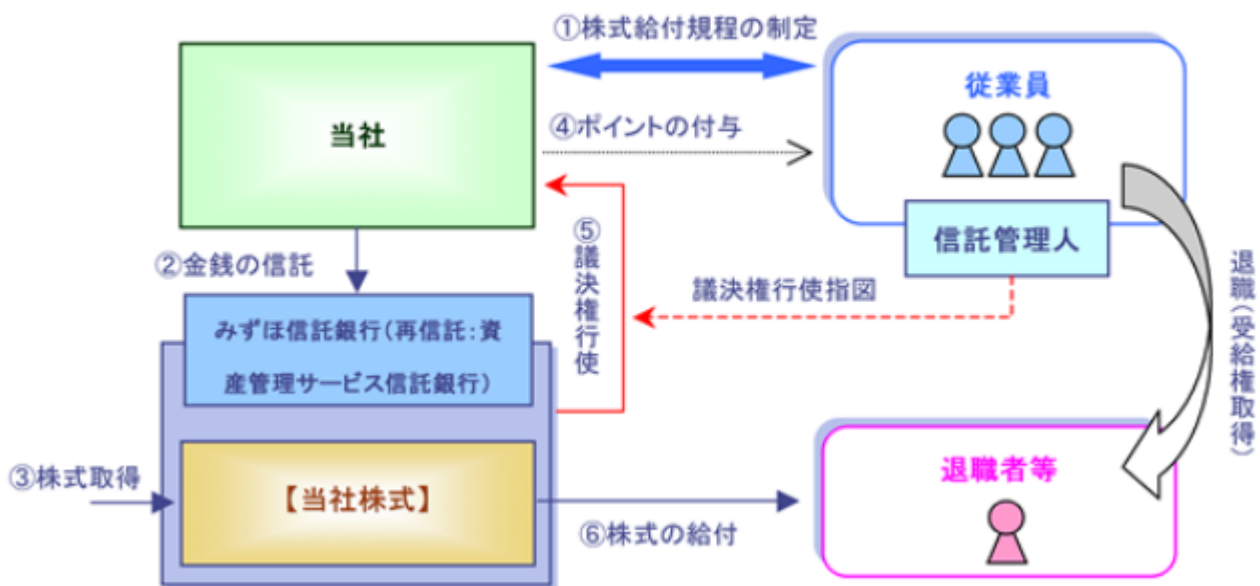 ①株式給付規程の制定
当社
従業員
④ポイントの付与
信託管理人
②金銭の信託
⑤議決権行使
議決権行使指図
退職(受給権取得)
みずほ信託銀行(再信託:資
産管理サービス信託銀行)
③株式取得
【当社株式】
退職者等
⑥株式の給付